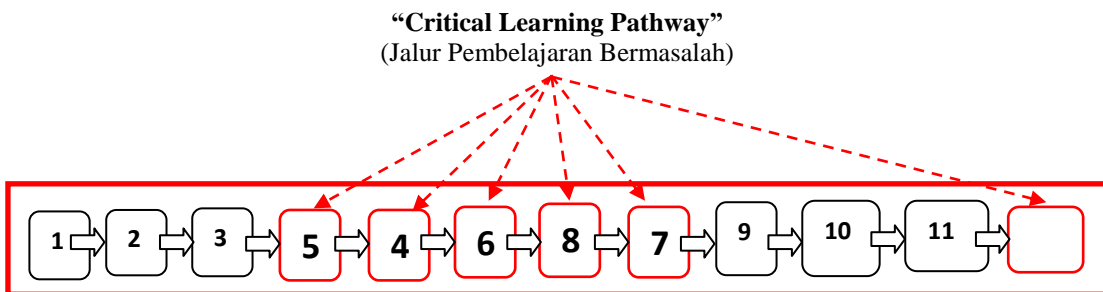 “Critical Learning Pathway”
(Jalur Pembelajaran Bermasalah)
1 2 3 5 4 6 8 7 9 10 11